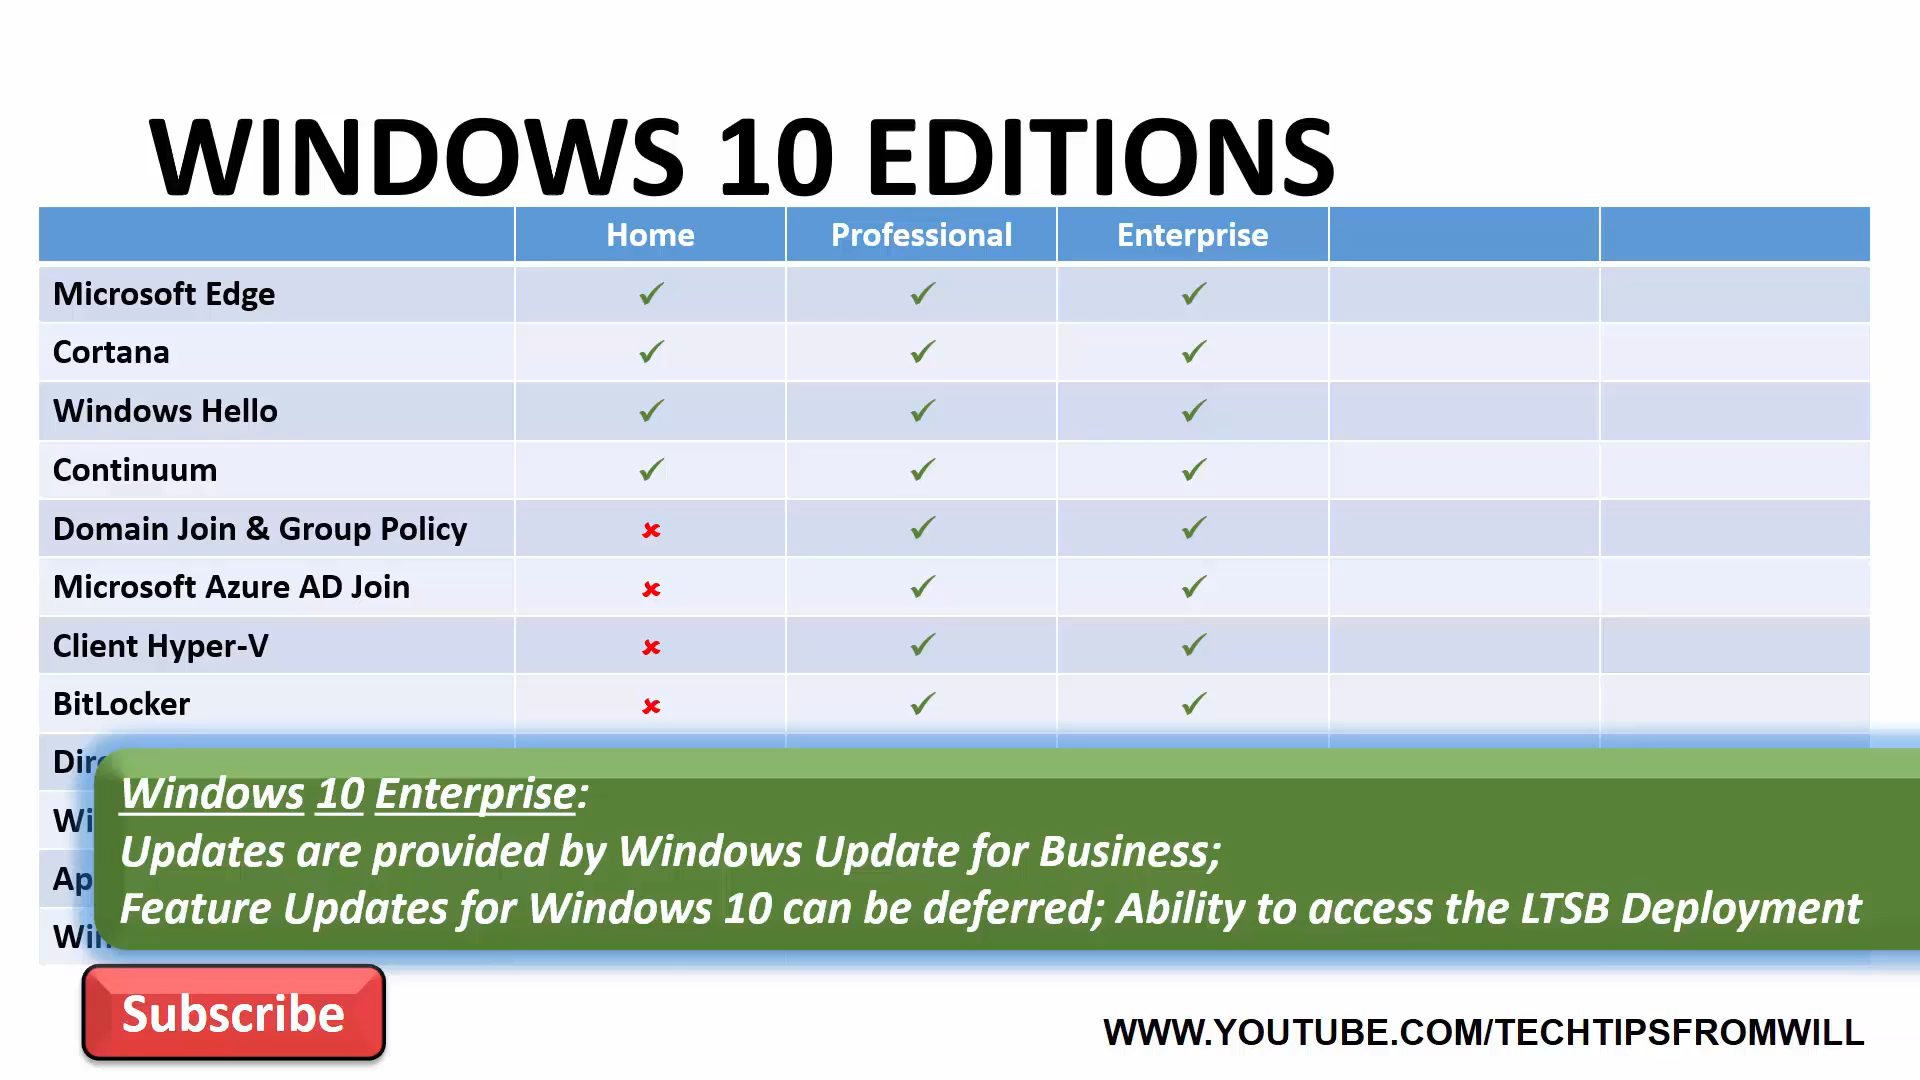 WINDOWS 10 EDITIONS
Home Professional Enterprise
Microsoft Edge ✓ ✓ ✓
Cortana ✓ ✓ ✓
Windows Hello ✓ ✓ ✓
Continuum ✓ ✓ ✓
Domain Join & Group Policy ✘ ✓ ✓
Microsoft Azure AD Join ✘ ✓ ✓
Client Hyper-V ✘ ✓ ✓
BitLocker ✘ ✓ ✓
Windows 10 Enterprise:
Updates are provided by Windows Update for Business;
Feature Updates for Windows 10 can be deferred; Ability to access the LTSB Deployment
Subscribe
WWW.YOUTUBE.COM/TECHTIPSFROMWILL